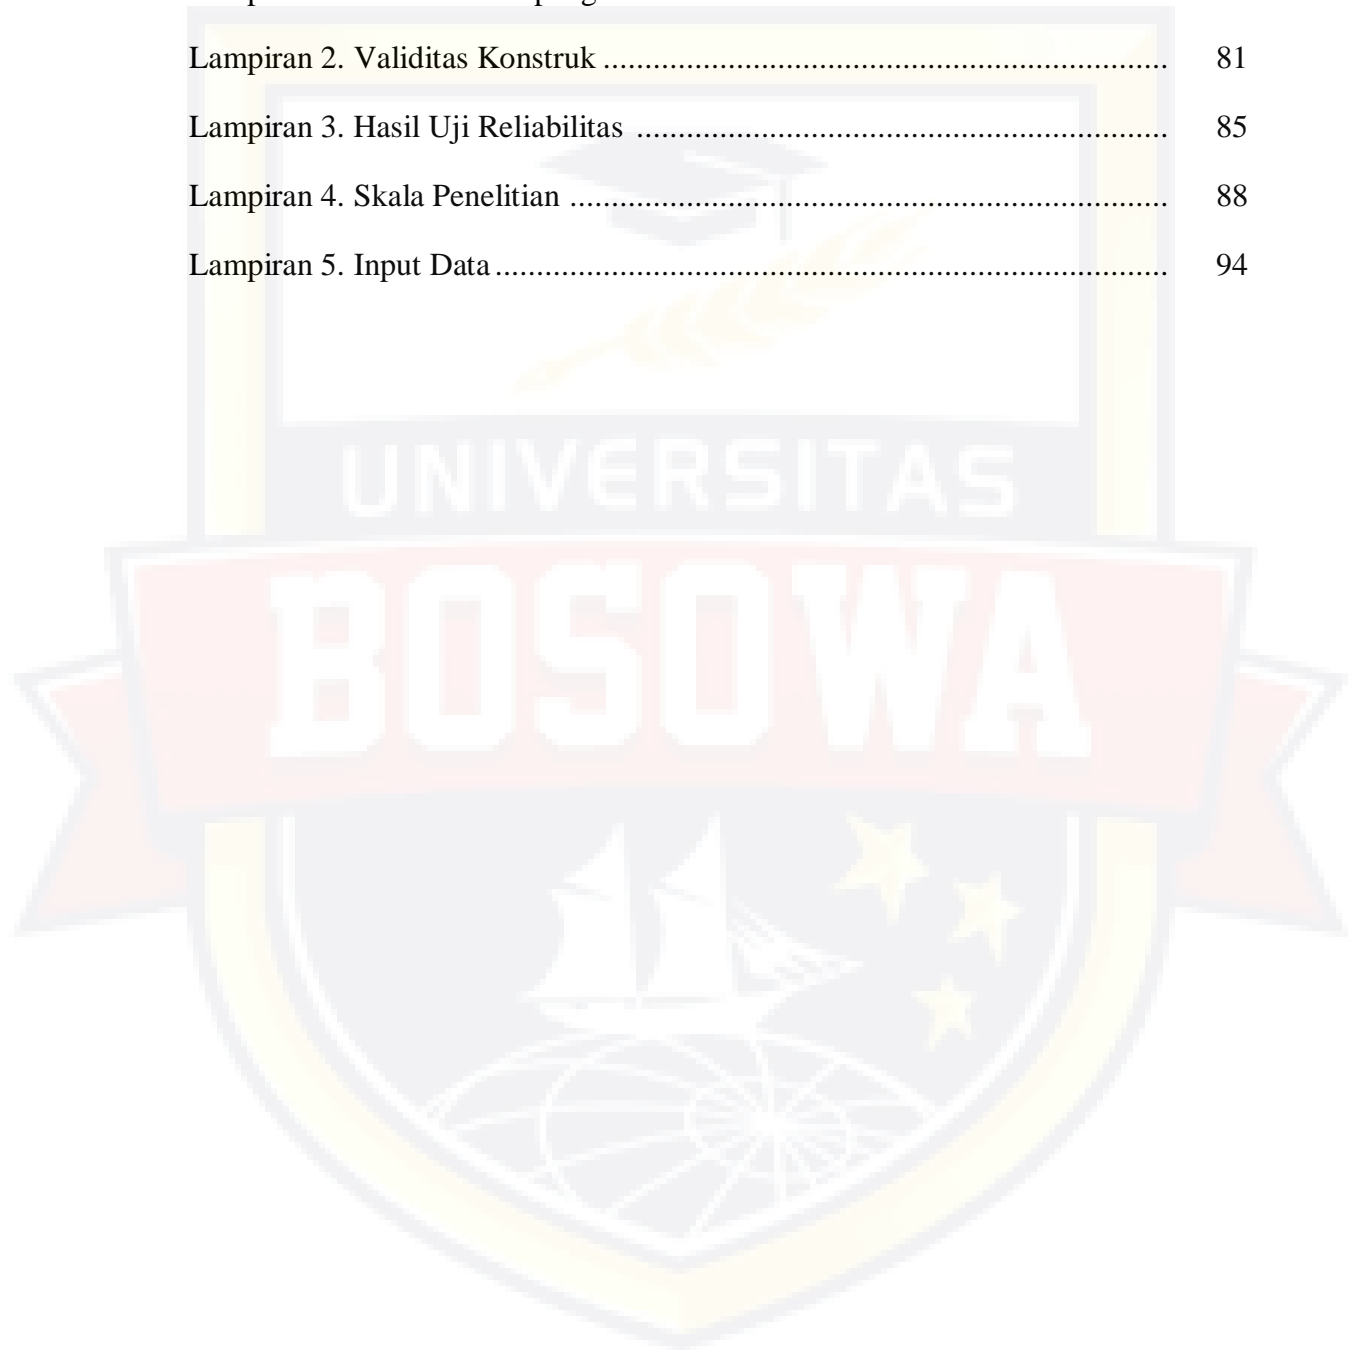 Lampiran 2. Validitas Konstruk ..................................................................... 81
Lampiran 3. Hasil Uji Reliabilitas ................................................................. 85
Lampiran 4. Skala Penelitian ......................................................................... 88
Lampiran 5. Input Data .................................................................................. 94
UNIVERSITAS
BOSOWA